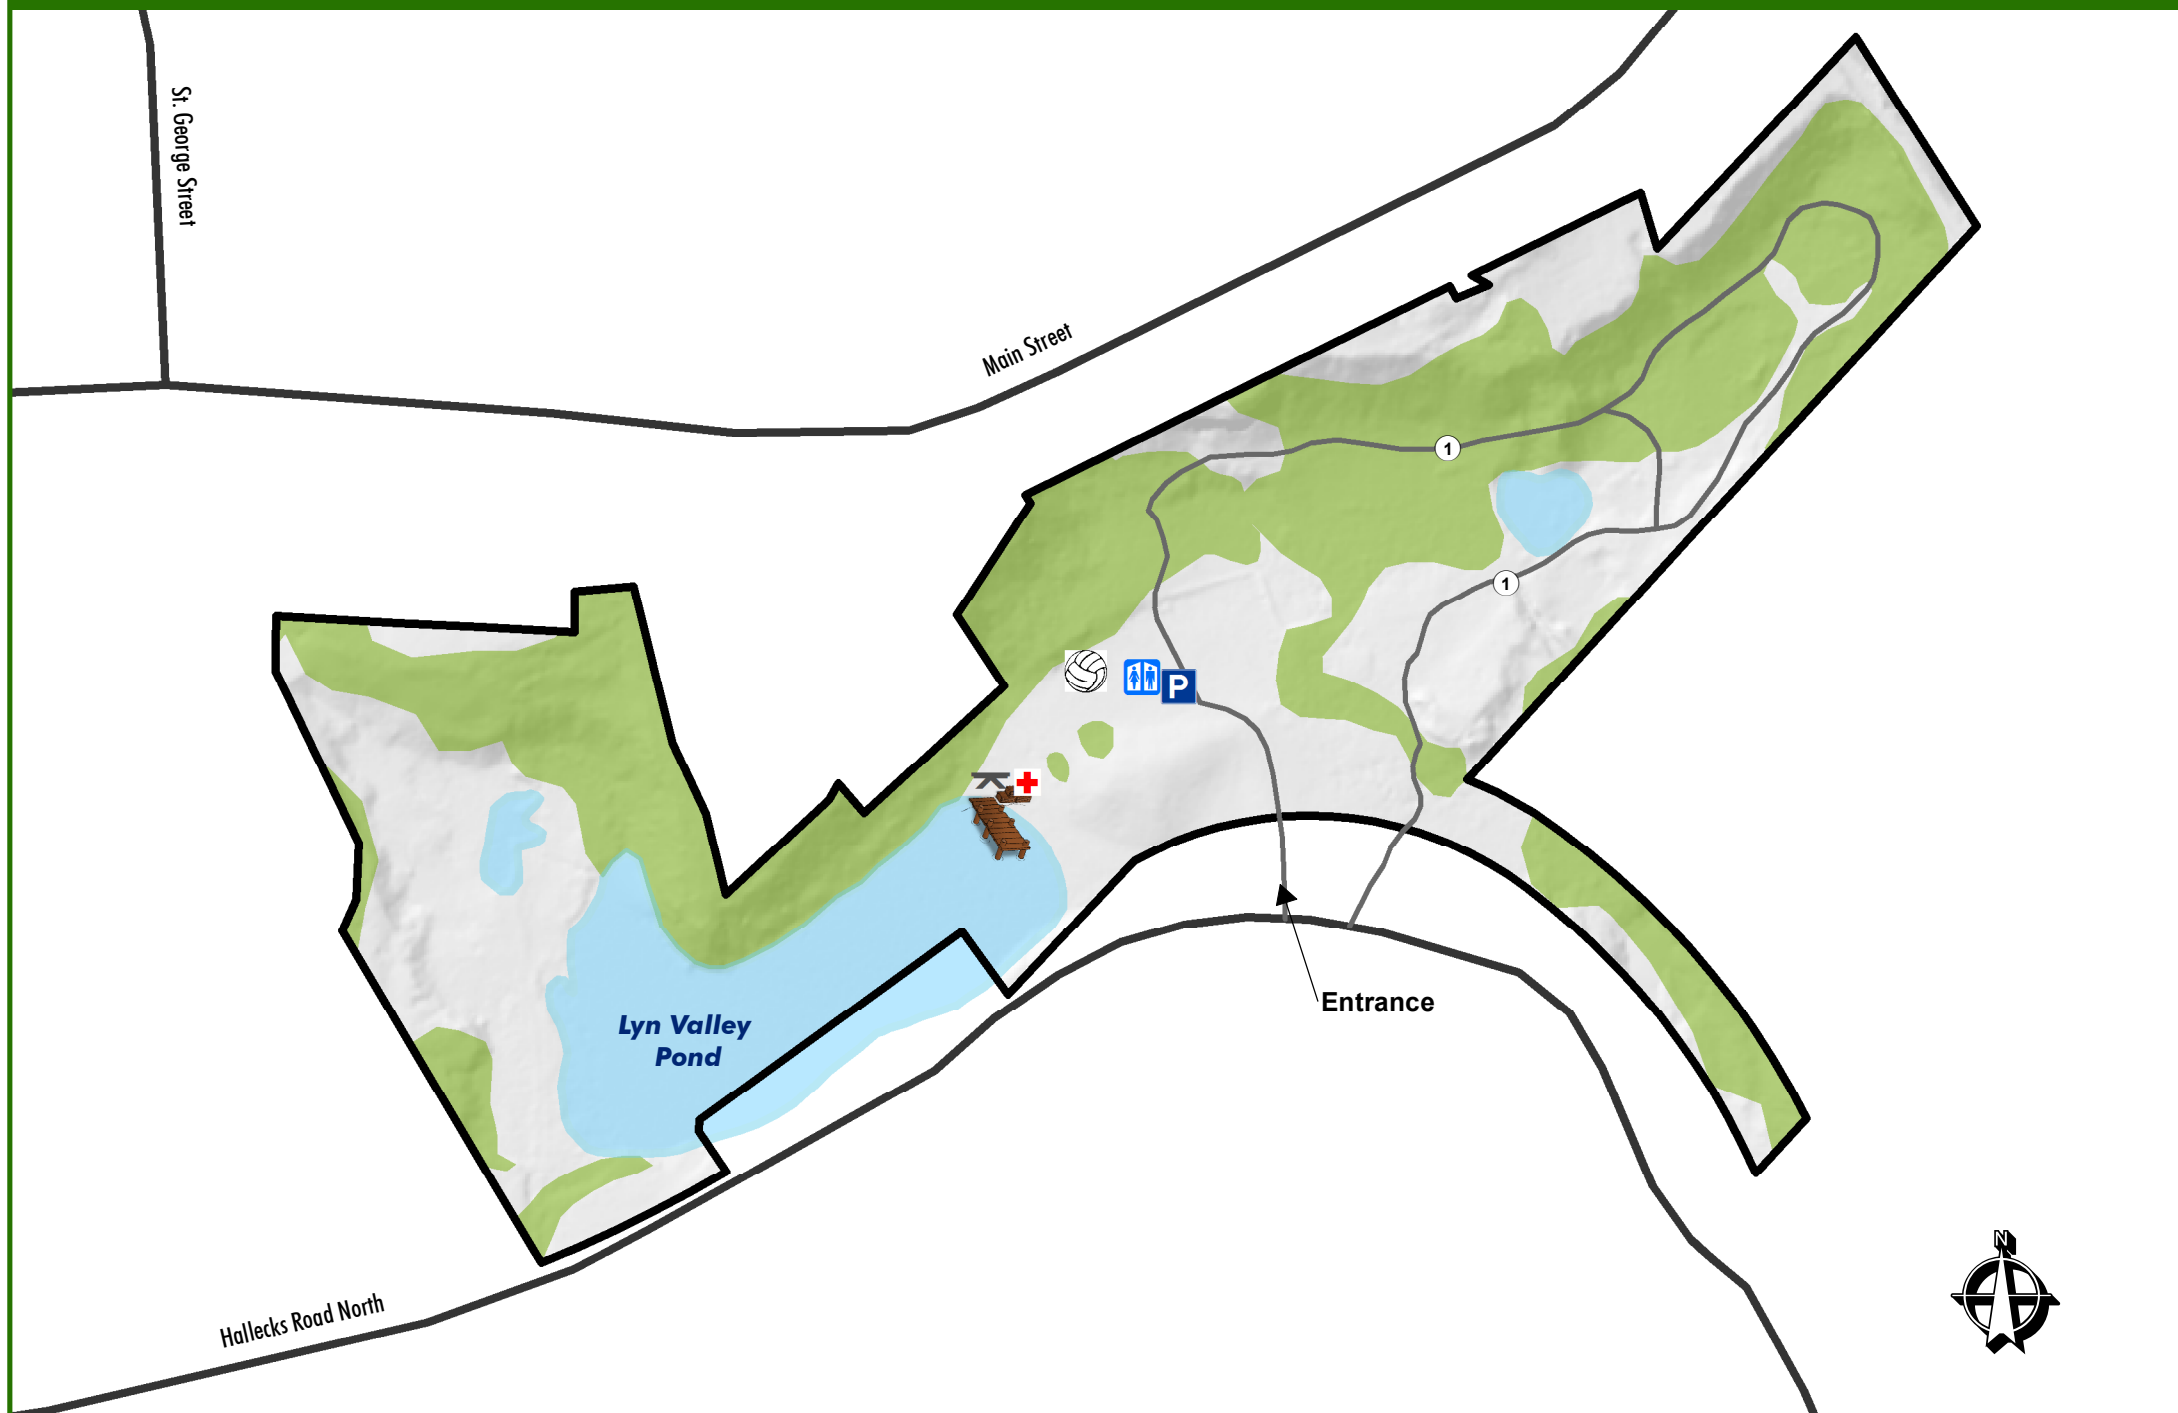 St. George Street
Main Street
1
1
P
Lyn Valley
Pond
Entrance
Hallecks Road North
N